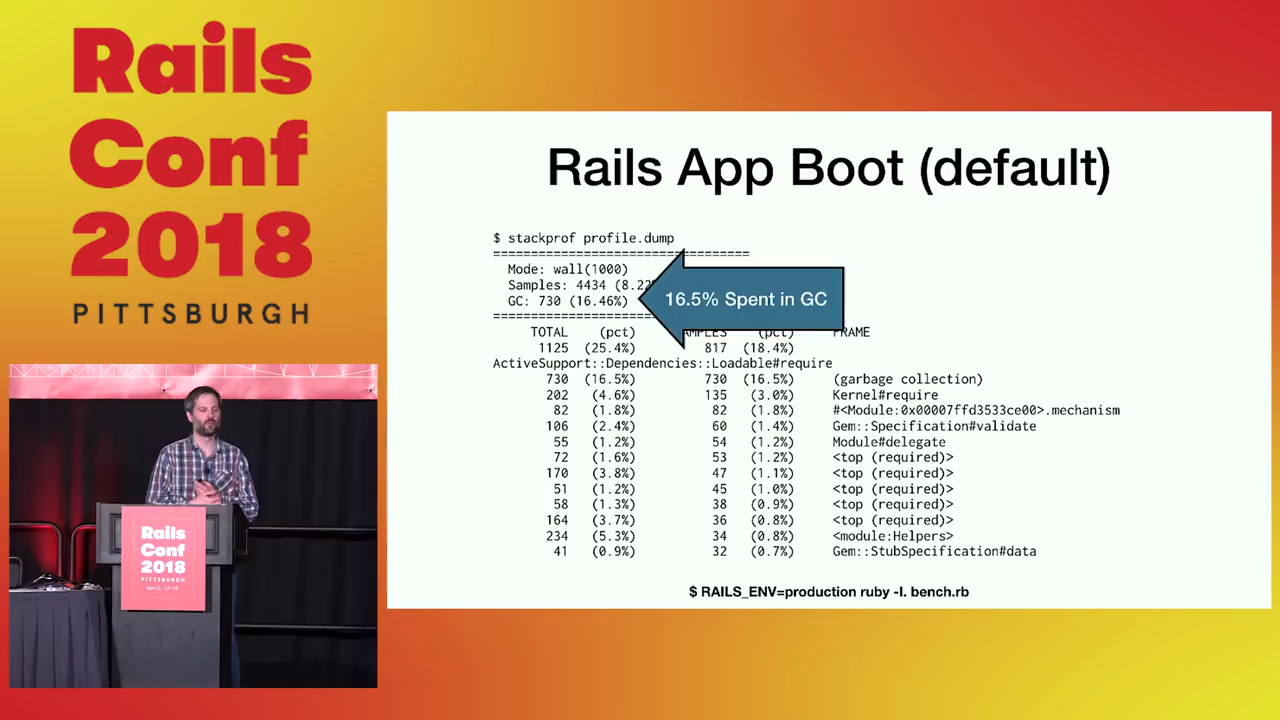 Rails
Conf
2018
PITTSBURGH
Rails App Boot (default)
$ stackprof profile.dump
==================================
Mode: wall(1000)
Samples: 4434 (8.22
GC: 730 (16.46%)
16.5% Spent in GC
==================================
TOTAL (pct) AMPLES (pct) FRAME
1125 (25.4%) 817 (18.4%)
ActiveSupport::Dependencies::Loadable#require
730 (16.5%) 730 (16.5%) (garbage collection)
202 (4.6%) 135 (3.0%) Kernel#require
82 (1.8%) 82 (1.8%) #<Module:0x00007ffd3533ce00>.mechanism
106 (2.4%) 60 (1.4%) Gem::Specification#validate
55 (1.2%) 54 (1.2%) Module#delegate
72 (1.6%) 53 (1.2%) <top (required)>
170 (3.8%) 47 (1.1%) <top (required)>
51 (1.2%) 45 (1.0%) <top (required)>
58 (1.3%) 38 (0.9%) <top (required)>
164 (3.7%) 36 (0.8%) <top (required)>
234 (5.3%) 34 (0.8%) <module:Helpers>
41 (0.9%) 32 (0.7%) Gem::StubSpecification#data
$ RAILS_ENV=production ruby -I. bench.rb
Rails
Conf
2018
PITTSBURGH
April, 17-19